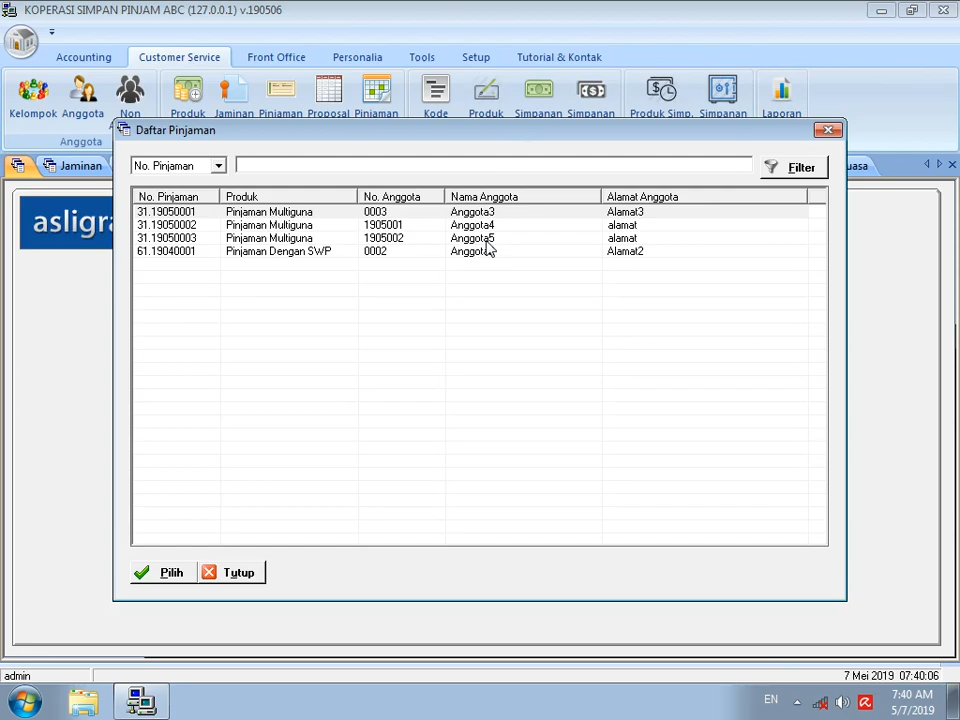 KOPERASI SIMPAN PINJAM ABC (127.0.0.1) v.190506
Accounting Customer Service Front Office Personalia Tools Setup Tutorial & Kontak
Kelompok Anggota Non Produk Jaminan Pinjaman Proposal Pinjaman Kode Produk Simpanan Simpanan Produk Simp. Simpanan Laporan
Anggota
Daftar Pinjaman
Jaminan
No. Pinjaman Filter
No. Pinjaman Produk No. Anggota Nama Anggota Alamat Anggota
31.19050001 Pinjaman Multiguna 0003 Anggota3 Alamat3
31.19050002 Pinjaman Multiguna 1905001 Anggota4 alamat
31.19050003 Pinjaman Multiguna 1905002 Anggota5 alamat
61.19040001 Pinjaman Dengan SWP 0002 Alamat2
asligra
Pilih Tutup
admin 7 Mei 2019 07:40:06
EN 7:40 AM
5/7/2019